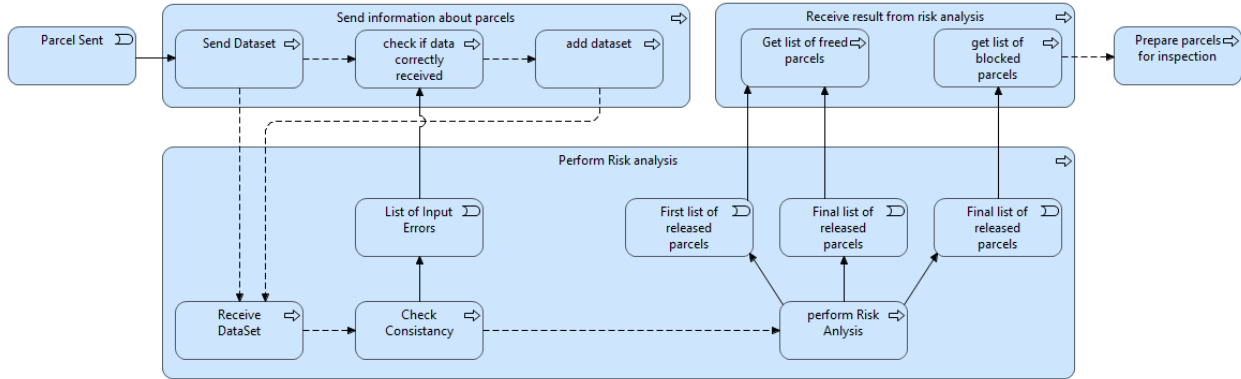 Send information about parcels
Receive result from risk analysis
Parcel Sent
Send Dataset
check if data
correctly
received
add dataset
Get list of freed
parcels
get list of
blocked
parcels
Prepare parcels
for inspection
Perform Risk analysis
List of Input
Errors
First list of
released
parcels
Final list of
released
parcels
Final list of
released
parcels
Receive
DataSet
Check
Consistancy
perform Risk
Anlysis